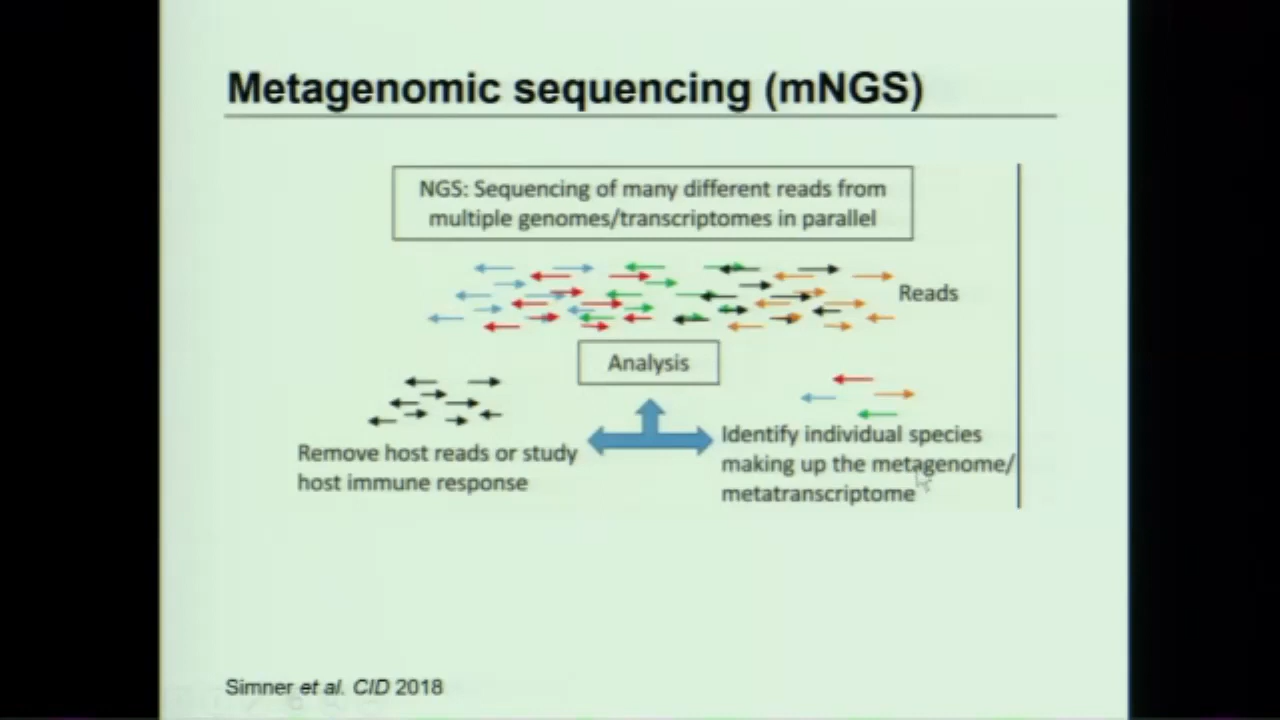 Metagenomic sequencing (mNGS)
NGS: Sequencing of many different reads from
multiple genomes/transcriptomes in parallel
Reads
Analysis
Remove host reads or study
host immune response
Identify individual species
making up the metagenome/
metatranscriptome
Simner et al. CID 2018